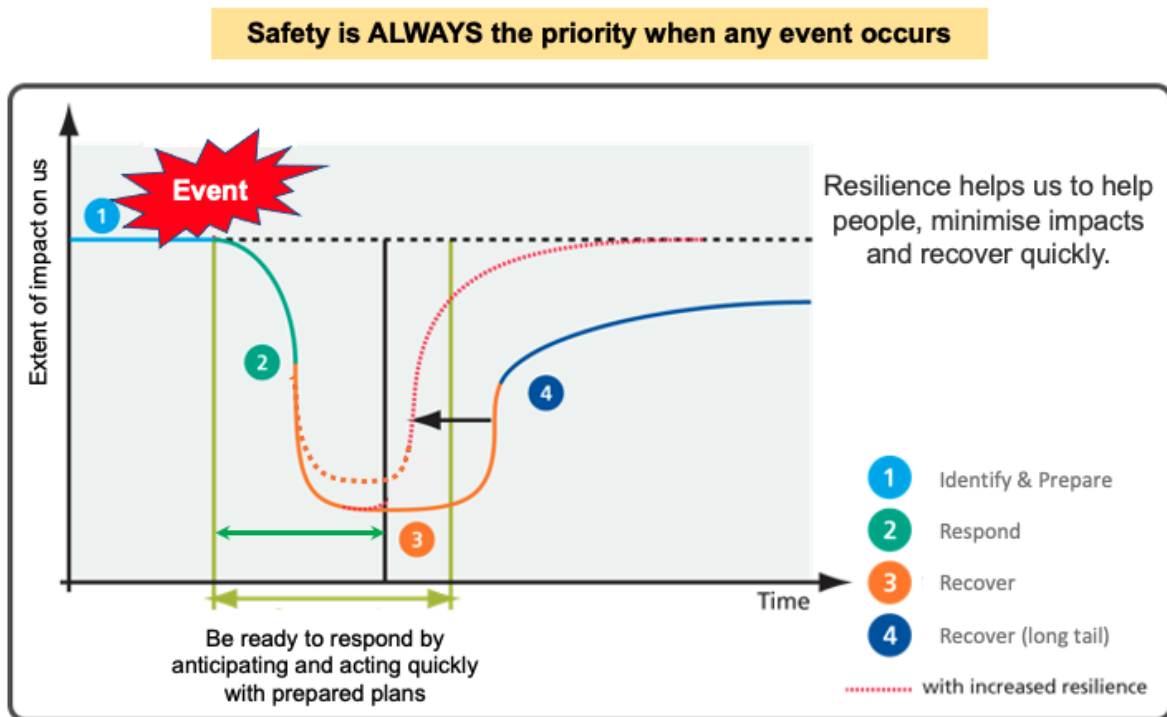 Safety is ALWAYS the priority when any event occurs
Extent of impact on us
Event
1
Resilience helps us to help
people, minimise impacts
and recover quickly.
2
4
3
Time
Be ready to respond by
anticipating and acting quickly
with prepared plans
1 Identify & Prepare
2 Respond
3 Recover
4 Recover (long tail)
with increased resilience